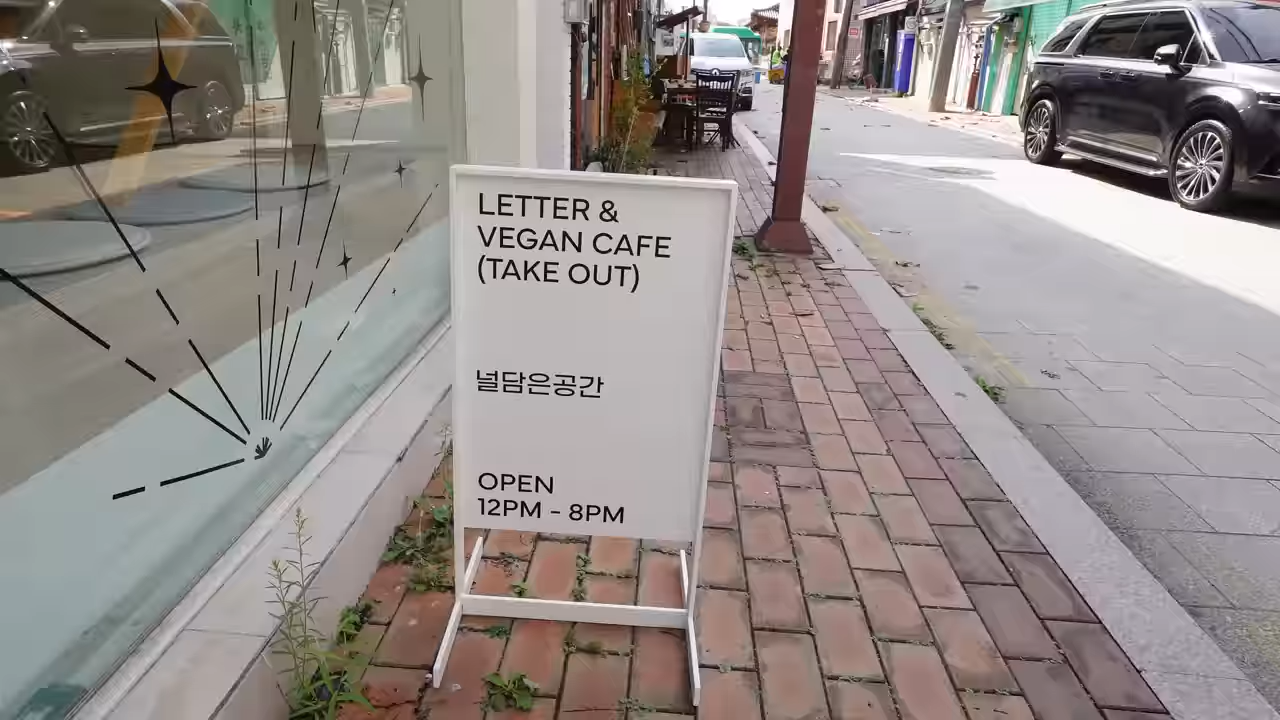 LETTER &
VEGAN CAFE
(TAKE OUT)
널담은공간
OPEN
12PM - 8PM